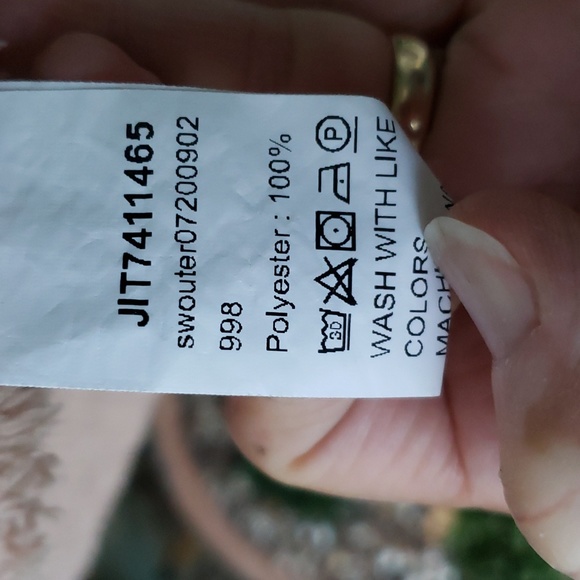 JIT7411465
swouter07200902
998
Polyester : 100%
30 P
WASH WITH LIKE
COLORS